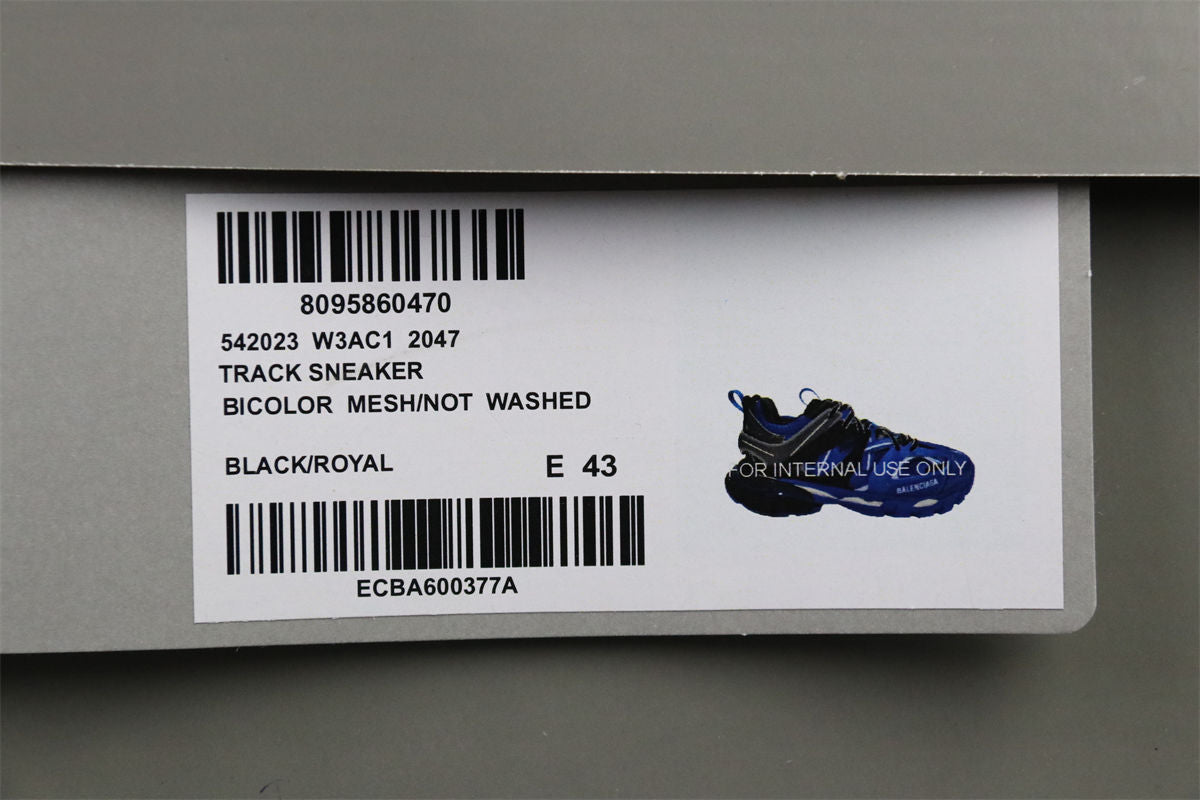 8095860470
542023 W3AC1 2047
TRACK SNEAKER
BICOLOR MESH/NOT WASHED
BLACK/ROYAL E 43
FOR INTERNAL USE ONLY
BALENCIAGA
ECBA600377A